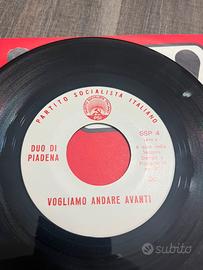 PARTITO SOCIALISTA ITALIANO
DUO DI
PIADENA
SSP 4
VOGLIAMO ANDARE AVANTI
subito